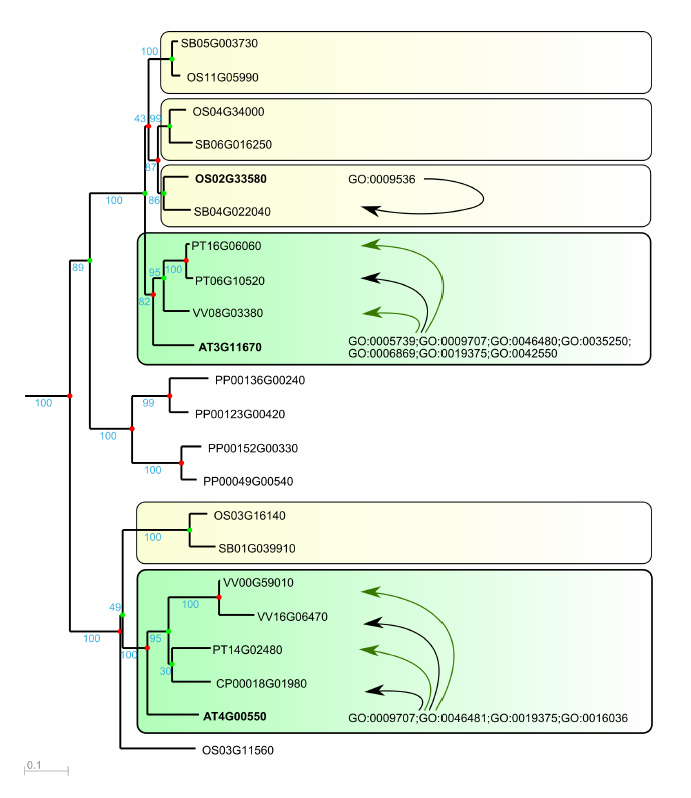 SB05G003730
100
OS11G05990
OS04G34000
43
99
SB06G016250
87
OS02G33580
GO:0009536
86
100
SB04G022040
PT16G06060
95
100
89
PT06G10520
82
VV08G03380
AT3G11670
GO:0005739;GO:0009707;GO:0046480;GO:0035250;
GO:0006869;GO:0019375;GO:0042550
PP00136G00240
100
99
PP00123G00420
100
PP00152G00330
100
PP00049G00540
OS03G16140
100
SB01G039910
VV00G59010
49
100
VV16G06470
100
95
PT14G02480
100
30
CP00018G01980
AT4G00550
GO:0009707;GO:0046481;GO:0019375;GO:0016036
OS03G11560
0.1